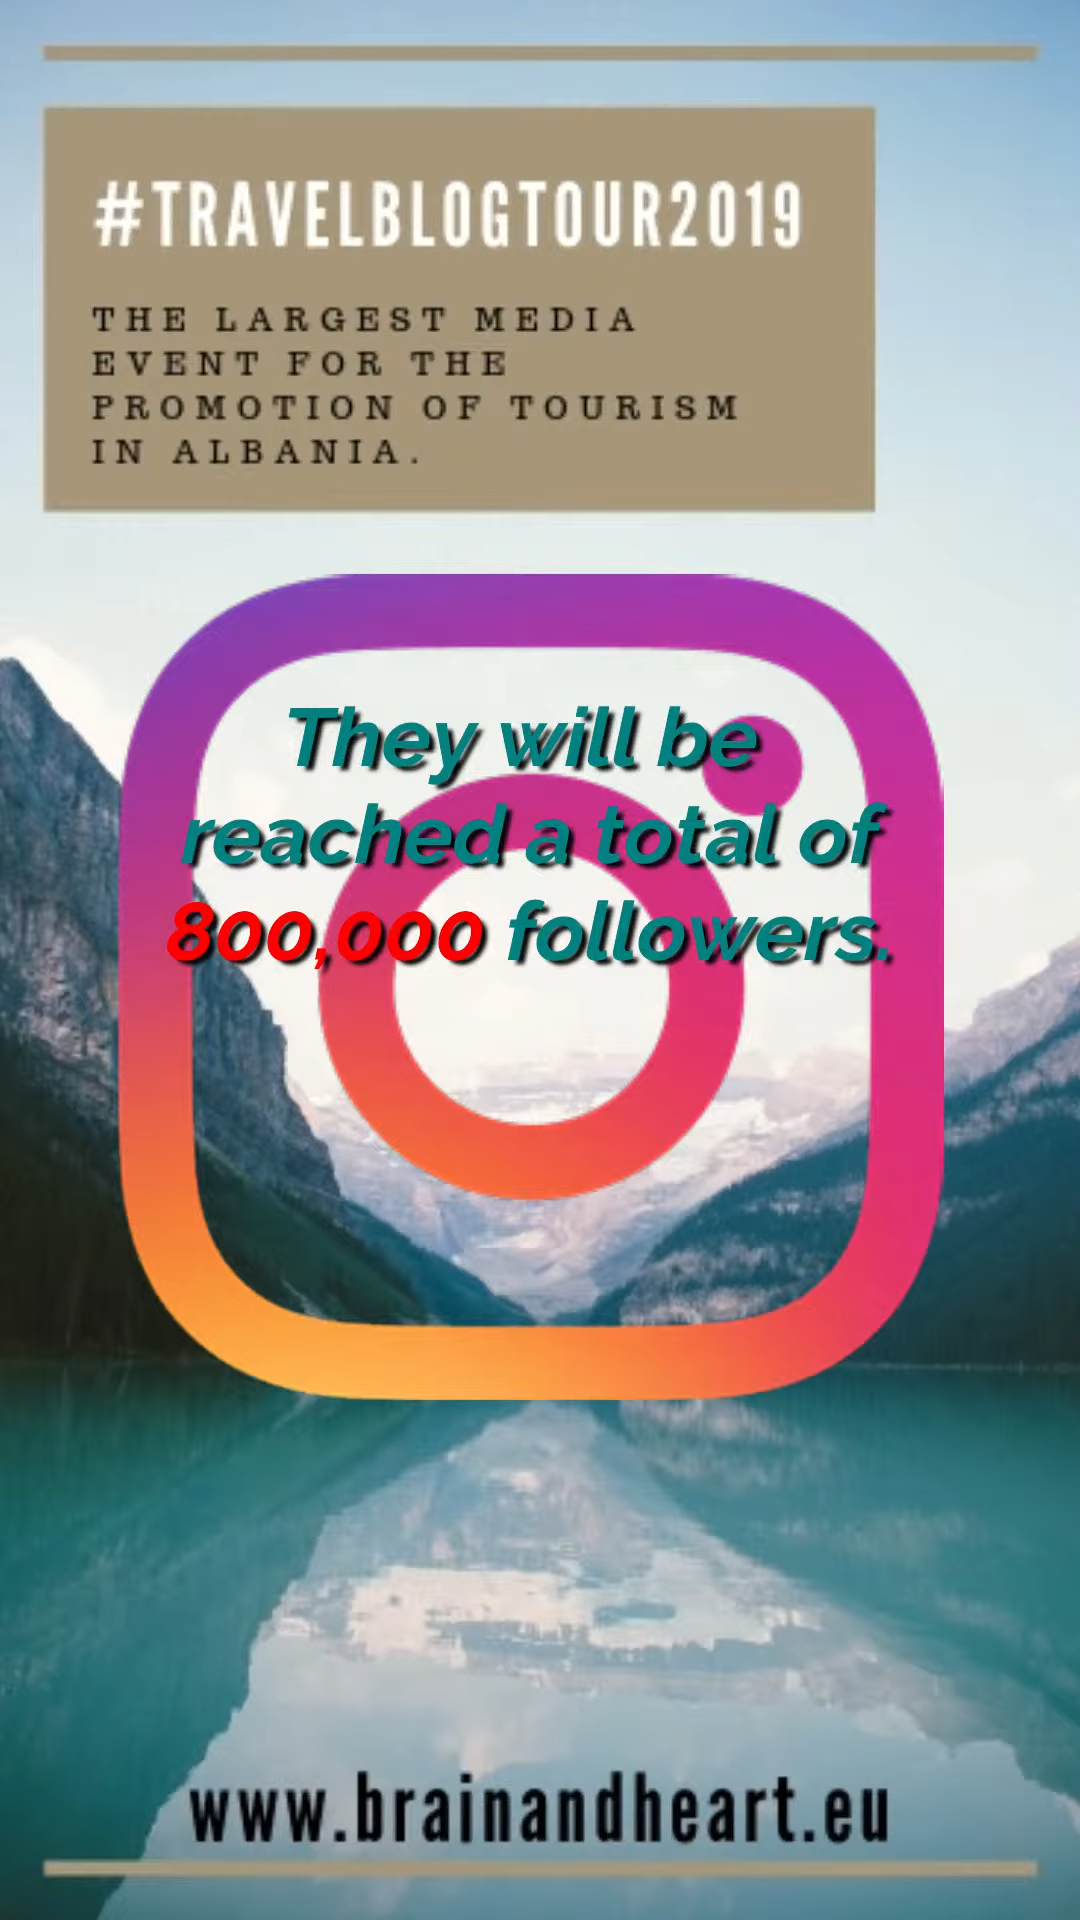 #TRAVELBLOGTOUR2019
THE LARGEST MEDIA
EVENT FOR THE
PROMOTION OF TOURISM
IN ALBANIA.
They will be
reached a total of
800,000 followers.
www.brainandheart.eu